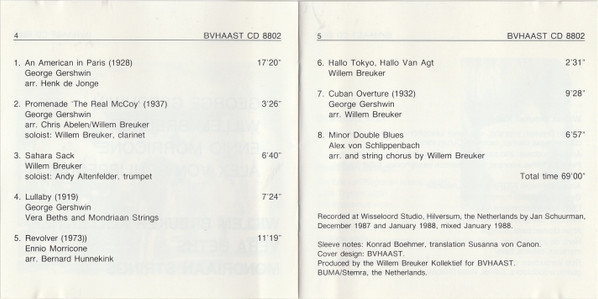 4 BVHAAST CD 8802
1. An American in Paris (1928) 17'20"
George Gershwin
arr. Henk de Jonge
2. Promenade 'The Real McCoy' (1937) 3'26"
George Gershwin
arr. Chris Abelen/Willem Breuker
soloist: Willem Breuker, clarinet
3. Sahara Sack 6'40"
Willem Breuker
soloist: Andy Altenfelder, trumpet
4. Lullaby (1919) 7'24"
George Gershwin
Vera Beths and Mondriaan Strings
5. Revolver (1973)) 11'19"
Ennio Morricone
arr. Bernard Hunnekink
5 BVHAAST CD 8802
6. Hallo Tokyo, Hallo Van Agt 2'31"
Willem Breuker
7. Cuban Overture (1932) 9'28"
George Gershwin
arr. Willem Breuker
8. Minor Double Blues 6'57"
Alex von Schlippenbach
arr. and string chorus by Willem Breuker
Total time 69'00"
Recorded at Wisseloord Studio, Hilversum, the Netherlands by Jan Schuurman,
December 1987 and January 1988, mixed January 1988.
Sleeve notes: Konrad Boehmer, translation Susanna von Canon.
Cover design: BVHAAST.
Produced by the Willem Breuker Kollektief for BVHAAST.
BUMA/Stemra, the Netherlands.